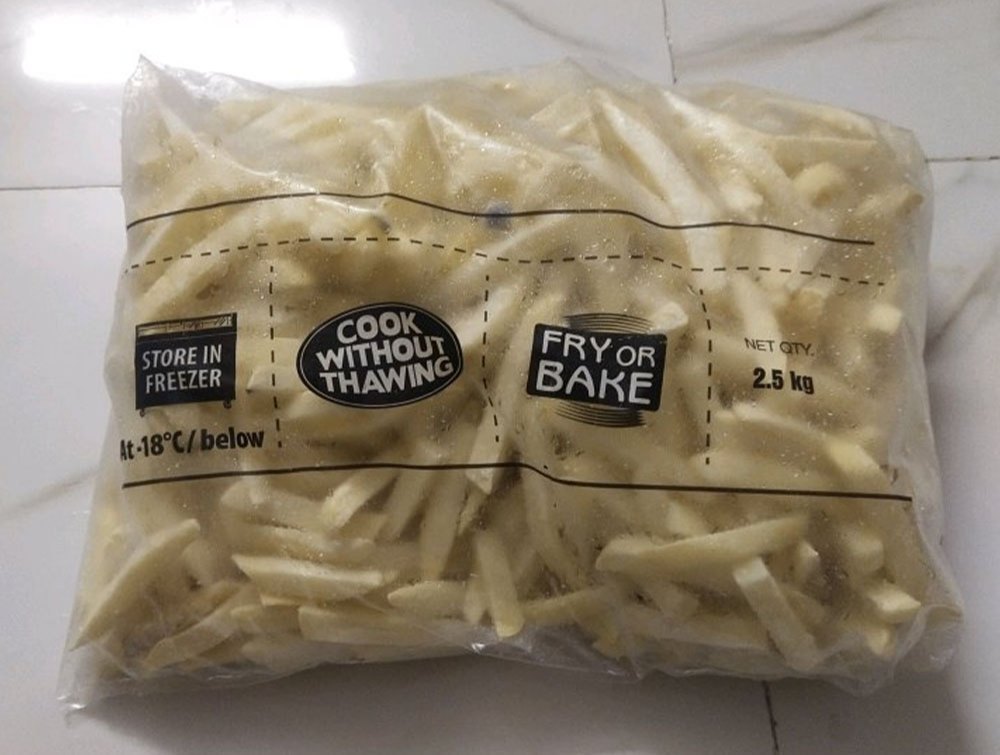 STORE IN
FREEZER
At -18°C/ below
COOK
WITHOUT
THAWING
FRY OR
BAKE
NET QTY.
2.5 kg